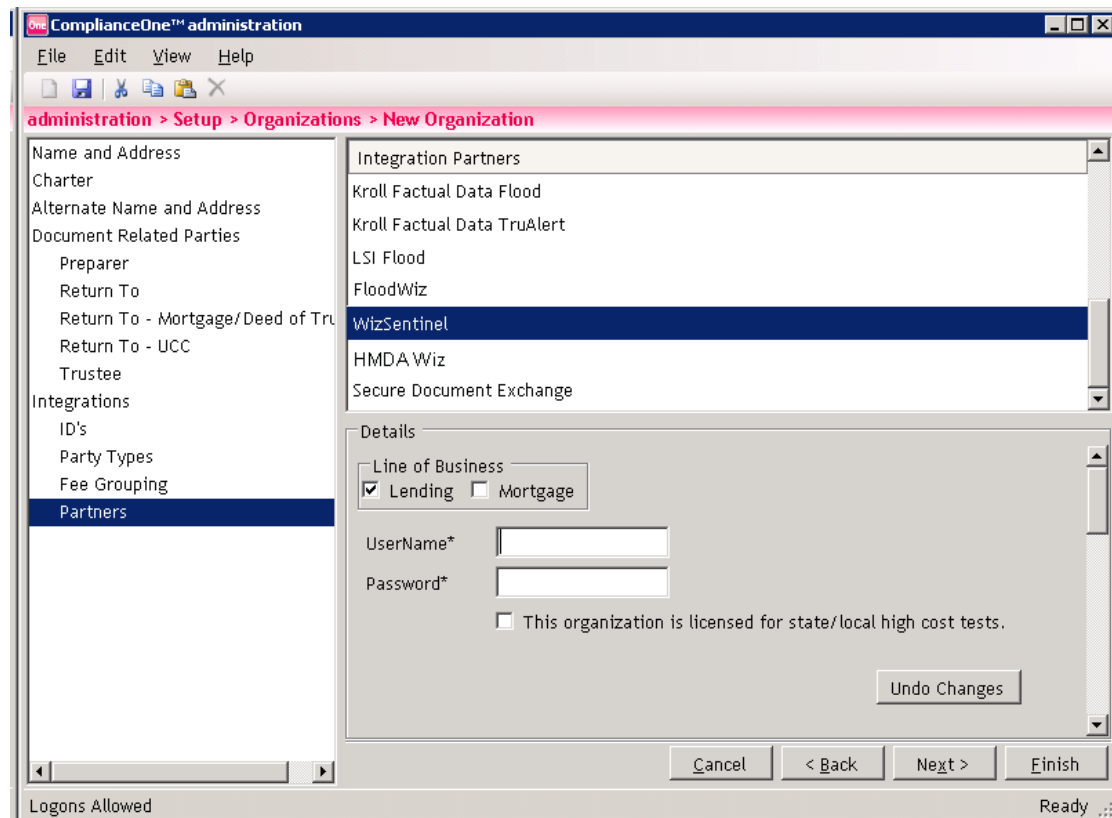 One ComplianceOne™ administration
File Edit View Help
administration > Setup > Organizations > New Organization
Name and Address
Charter
Alternate Name and Address
Document Related Parties
Preparer
Return To
Return To - Mortgage/Deed of Tru
Return To - UCC
Trustee
Integrations
ID's
Party Types
Fee Grouping
Partners
Integration Partners
Kroll Factual Data Flood
Kroll Factual Data TruAlert
LSI Flood
FloodWiz
WizSentinel
HMDA Wiz
Secure Document Exchange
Details
Line of Business
Lending Mortgage
UserName*
Password*
This organization is licensed for state/local high cost tests.
Undo Changes
Cancel < Back Next > Finish
Logons Allowed Ready